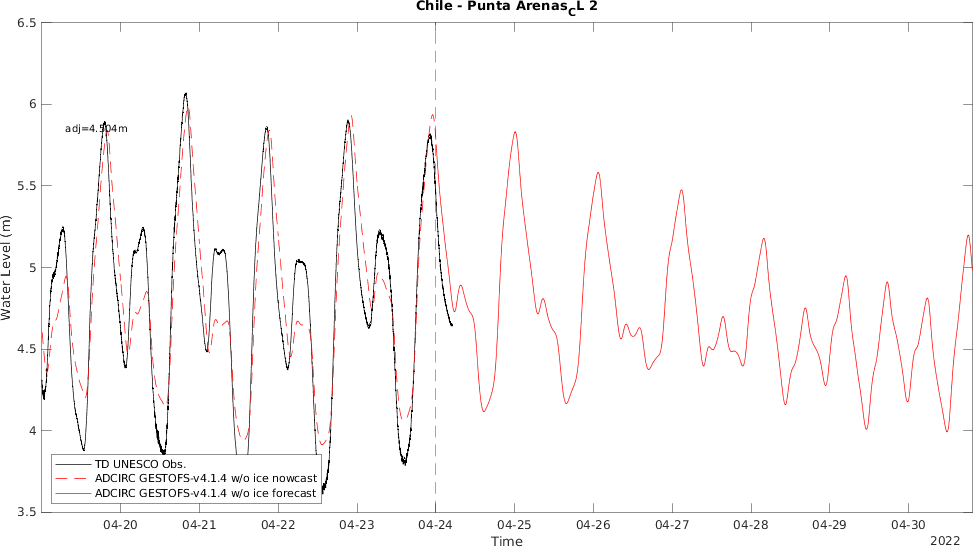 Chile - Punta Arenas_CL 2
6.5
6
5.5
5
4.5
4
3.5
Water Level (m)
adj=4.504m
TD UNESCO Obs.
ADCIRC GESTOFS-v4.1.4 w/o ice nowcast
ADCIRC GESTOFS-v4.1.4 w/o ice forecast
04-20 04-21 04-22 04-23 04-24 04-25 04-26 04-27 04-28 04-29 04-30
Time
2022